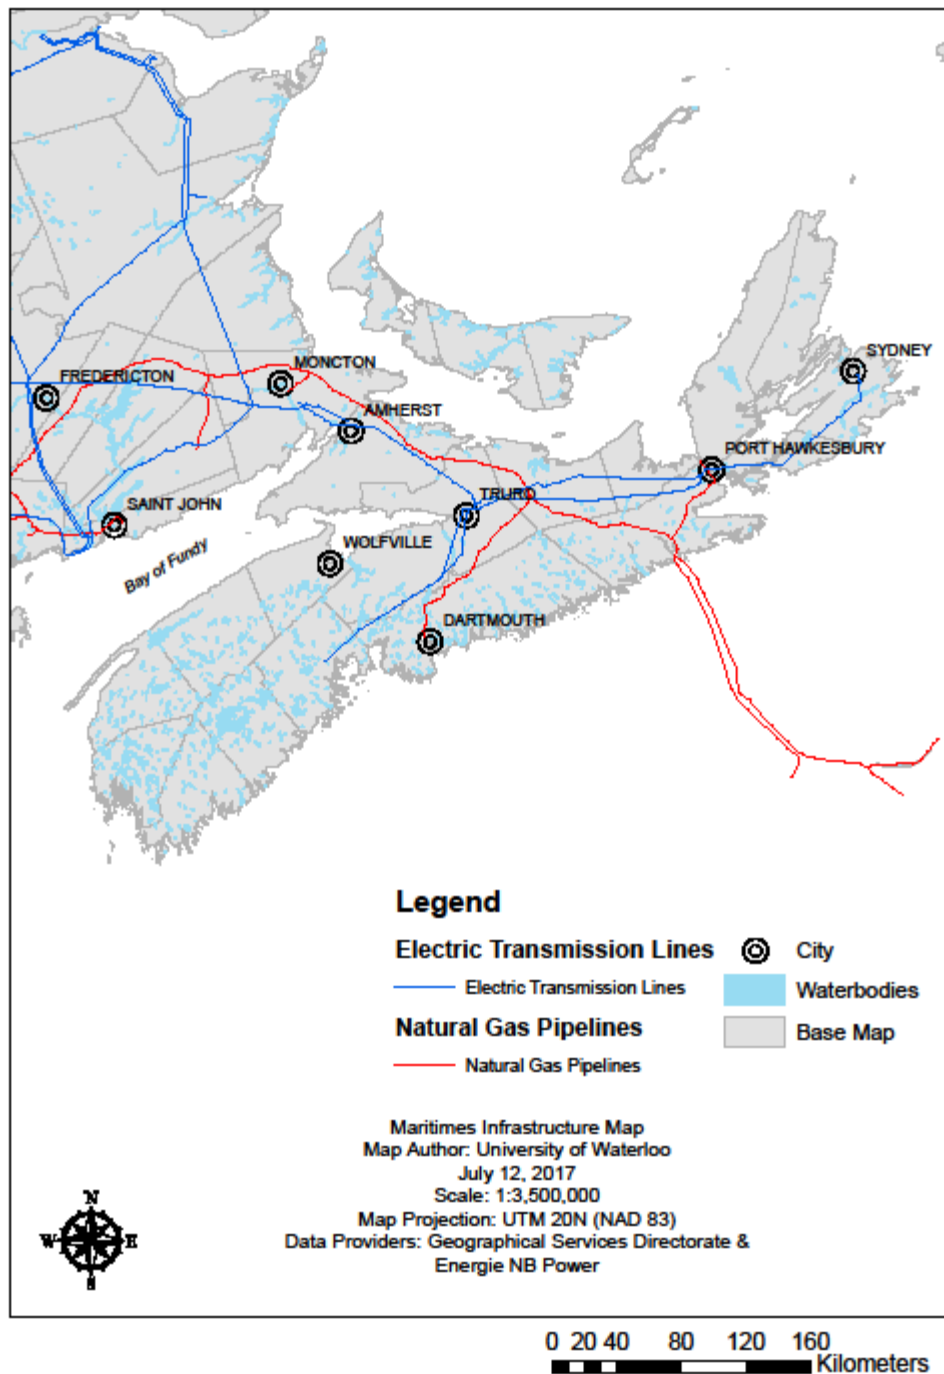 SYDNEY
MONCTON
FREDERICTON
AMHERST
PORT HAWKESBURY
TRURO
SAINT JOHN
WOLFVILLE
Bay of Fundy
DARTMOUTH
Legend
Electric Transmission Lines
City
Electric Transmission Lines
Waterbodies
Natural Gas Pipelines
Base Map
Natural Gas Pipelines
Maritimes Infrastructure Map
Map Author: University of Waterloo
July 12, 2017
Scale: 1:3,500,000
Map Projection: UTM 20N (NAD 83)
Data Providers: Geographical Services Directorate &
Energie NB Power
N
W E
S
0 20 40 80 120 160
Kilometers